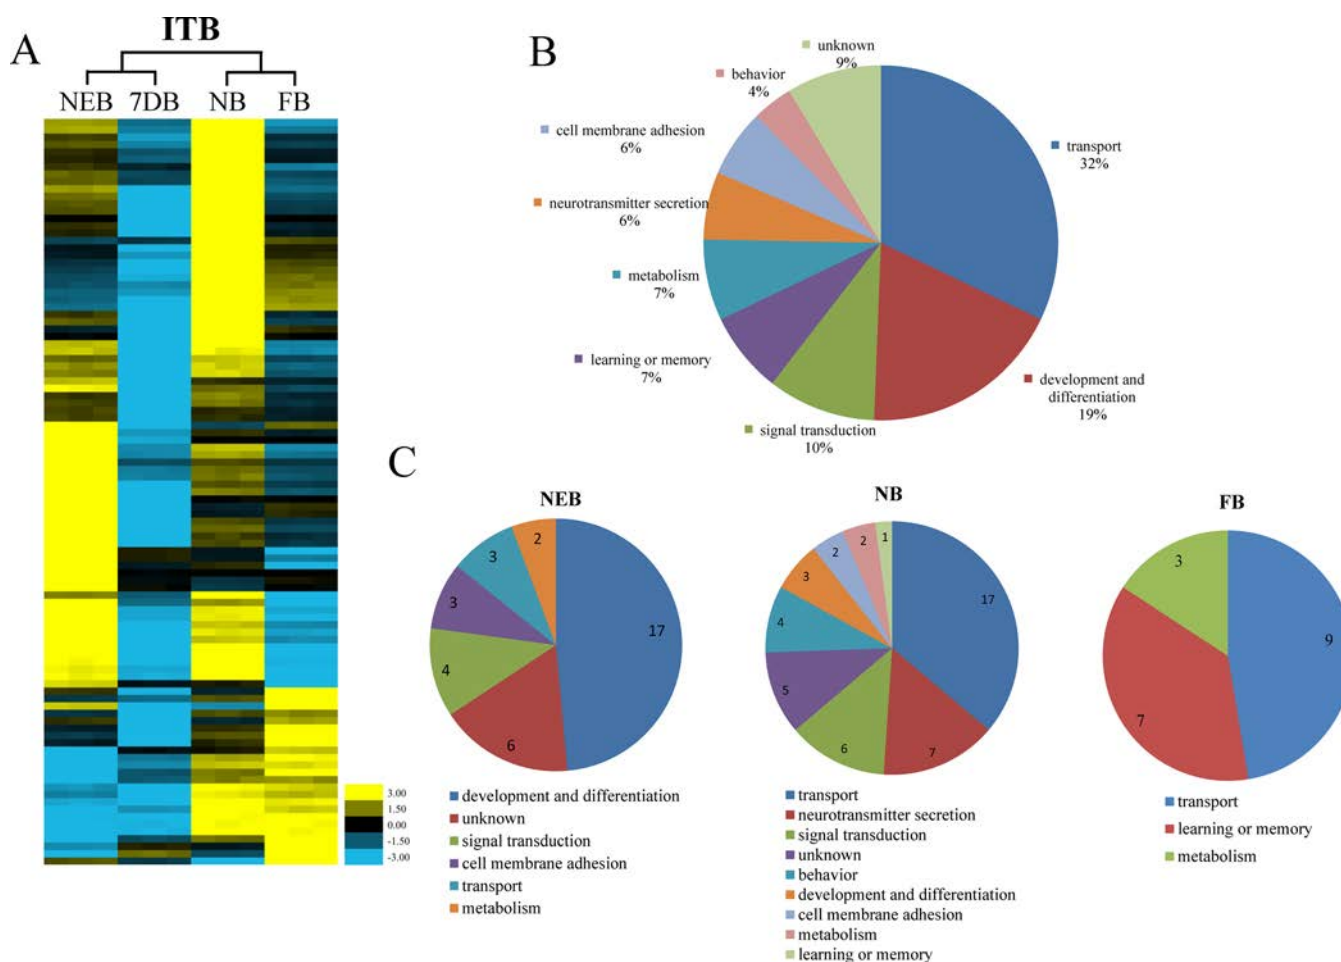 A
ITB
NEB 7DB NB FB
3.00
1.50
0.00
-1.50
-3.00
B
unknown
9%
behavior
4%
cell membrane adhesion
6%
neurotransmitter secretion
6%
metabolism
7%
learning or memory
7%
signal transduction
10%
development and
differentiation
19%
transport
32%
C
NEB
17
6
4
3
3
2
development and differentiation
unknown
signal transduction
cell membrane adhesion
transport
metabolism
NB
17
7
6
5
4
3
2
2
1
transport
neurotransmitter secretion
signal transduction
unknown
behavior
development and differentiation
cell membrane adhesion
metabolism
learning or memory
FB
9
7
3
transport
learning or memory
metabolism